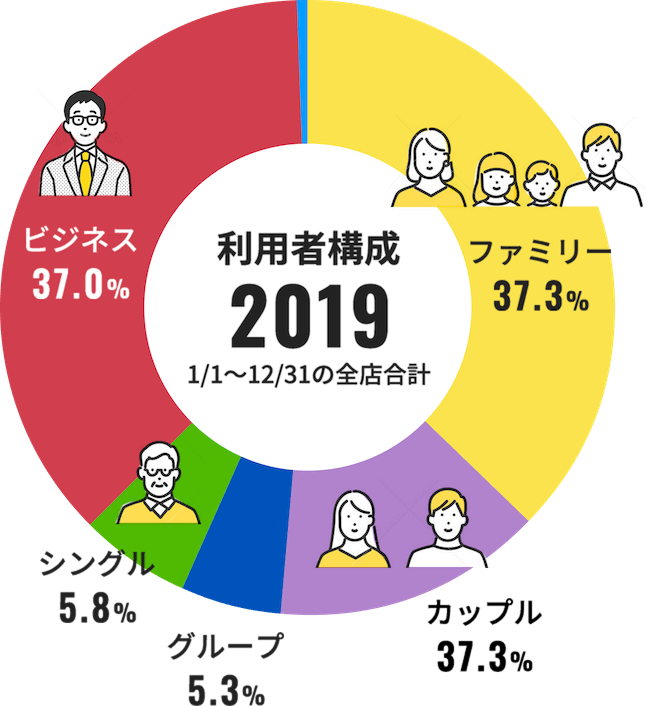 利用者構成
2019
1/1〜12/31の全店合計
ファミリー
37.3%
カップル
37.3%
グループ
5.3%
シングル
5.8%
ビジネス
37.0%